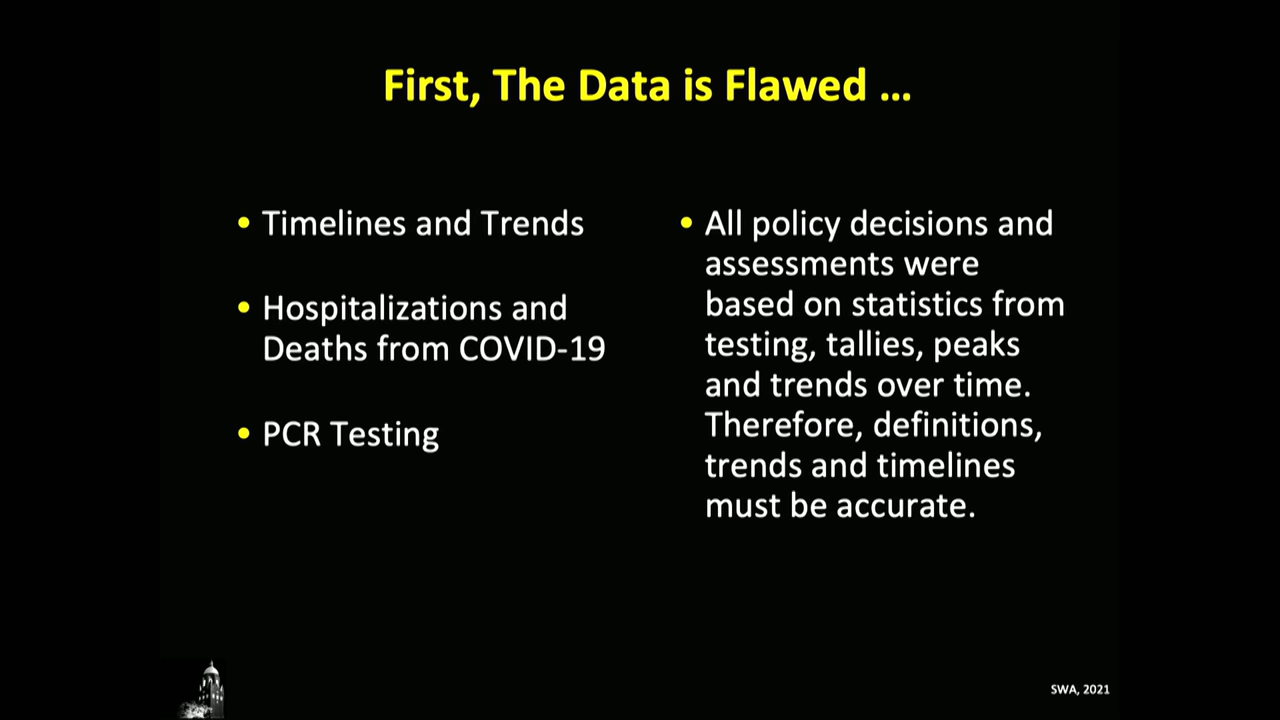 First, The Data is Flawed ...
• Timelines and Trends
• Hospitalizations and
Deaths from COVID-19
• PCR Testing
• All policy decisions and
assessments were
based on statistics from
testing, tallies, peaks
and trends over time.
Therefore, definitions,
trends and timelines
must be accurate.
SWA, 2021